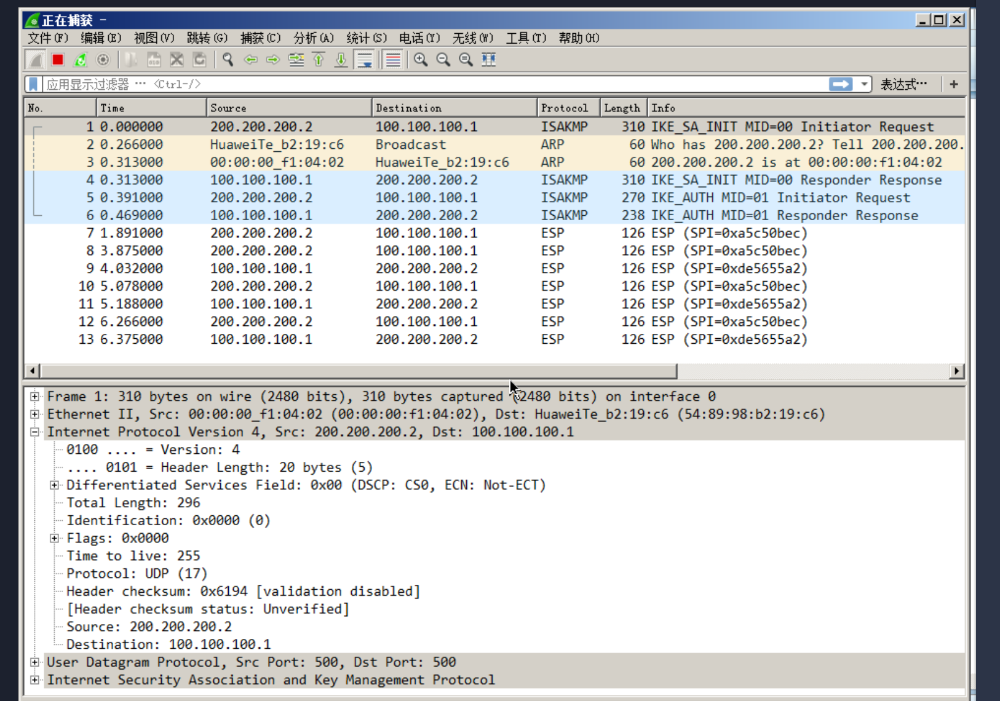 正在捕获 -
文件(F) 编辑(E) 视图(V) 跳转(G) 捕获(C) 分析(A) 统计(S) 电话(Y) 无线(W) 工具(T) 帮助(H)
应用显示过滤器 … <Ctrl-/> 表达式… +
No. Time Source Destination Protocol Length Info
1 0.000000 200.200.200.2 100.100.100.1 ISAKMP 310 IKE_SA_INIT MID=00 Initiator Request
2 0.266000 HuaweiTe_b2:19:c6 Broadcast ARP 60 Who has 200.200.200.2? Tell 200.200.200.
3 0.313000 00:00:00_f1:04:02 HuaweiTe_b2:19:c6 ARP 60 200.200.200.2 is at 00:00:00:f1:04:02
4 0.313000 100.100.100.1 200.200.200.2 ISAKMP 310 IKE_SA_INIT MID=00 Responder Response
5 0.391000 200.200.200.2 100.100.100.1 ISAKMP 270 IKE_AUTH MID=01 Initiator Request
6 0.469000 100.100.100.1 200.200.200.2 ISAKMP 238 IKE_AUTH MID=01 Responder Response
7 1.891000 200.200.200.2 100.100.100.1 ESP 126 ESP (SPI=0xa5c50bec)
8 3.875000 200.200.200.2 100.100.100.1 ESP 126 ESP (SPI=0xa5c50bec)
9 4.032000 100.100.100.1 200.200.200.2 ESP 126 ESP (SPI=0xde5655a2)
10 5.078000 200.200.200.2 100.100.100.1 ESP 126 ESP (SPI=0xa5c50bec)
11 5.188000 100.100.100.1 200.200.200.2 ESP 126 ESP (SPI=0xde5655a2)
12 6.266000 200.200.200.2 100.100.100.1 ESP 126 ESP (SPI=0xa5c50bec)
13 6.375000 100.100.100.1 200.200.200.2 ESP 126 ESP (SPI=0xde5655a2)
Frame 1: 310 bytes on wire (2480 bits), 310 bytes captured (2480 bits) on interface 0
Ethernet II, Src: 00:00:00_f1:04:02 (00:00:00:f1:04:02), Dst: HuaweiTe_b2:19:c6 (54:89:98:b2:19:c6)
Internet Protocol Version 4, Src: 200.200.200.2, Dst: 100.100.100.1
0100 .... = Version: 4
.... 0101 = Header Length: 20 bytes (5)
Differentiated Services Field: 0x00 (DSCP: CS0, ECN: Not-ECT)
Total Length: 296
Identification: 0x0000 (0)
Flags: 0x0000
Time to live: 255
Protocol: UDP (17)
Header checksum: 0x6194 [validation disabled]
[Header checksum status: Unverified]
Source: 200.200.200.2
Destination: 100.100.100.1
User Datagram Protocol, Src Port: 500, Dst Port: 500
Internet Security Association and Key Management Protocol